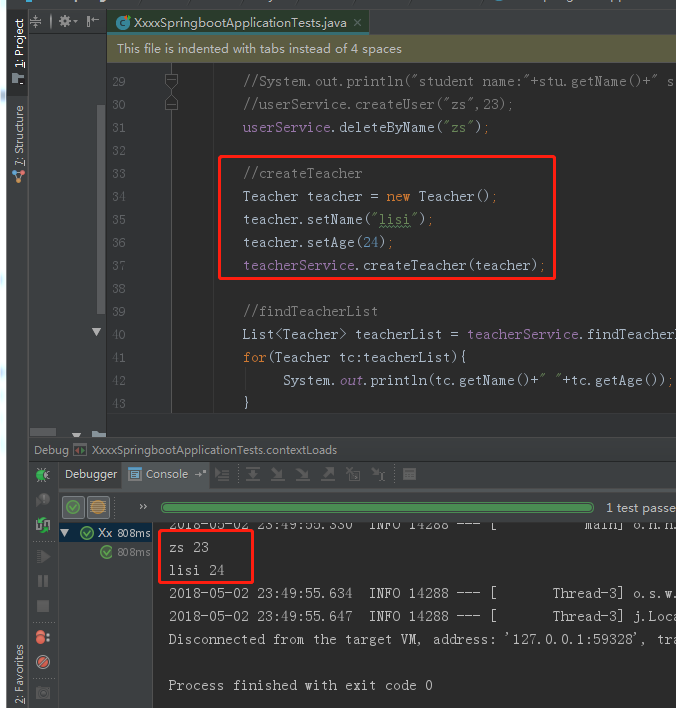 XxxxSpringbootApplicationTests.java
This file is indented with tabs instead of 4 spaces
1: Project
7: Structure
2: Favorites
29 //System.out.println("student name:"+stu.getName()+" s
30 //userService.createUser("zs",23);
31 userService.deleteByName("zs");
32
33 //createTeacher
34 Teacher teacher = new Teacher();
35 teacher.setName("lisi");
36 teacher.setAge(24);
37 teacherService.createTeacher(teacher);
38
39 //findTeacherList
40 List<Teacher> teacherList = teacherService.findTeacher
41 for(Teacher tc:teacherList){
42 System.out.println(tc.getName()+" "+tc.getAge());
43 }
Debug XxxxSpringbootApplicationTests.contextLoads
Debugger Console
1 test passe
Xx 808ms
808ms
2018-05-02 23:49:55.330 INFO 14288 --- [ main] o.h.h.
zs 23
lisi 24
2018-05-02 23:49:55.634 INFO 14288 --- [ Thread-3] o.s.w.
2018-05-02 23:49:55.647 INFO 14288 --- [ Thread-3] j.Loca
Disconnected from the target VM, address: '127.0.0.1:59328', tra
Process finished with exit code 0